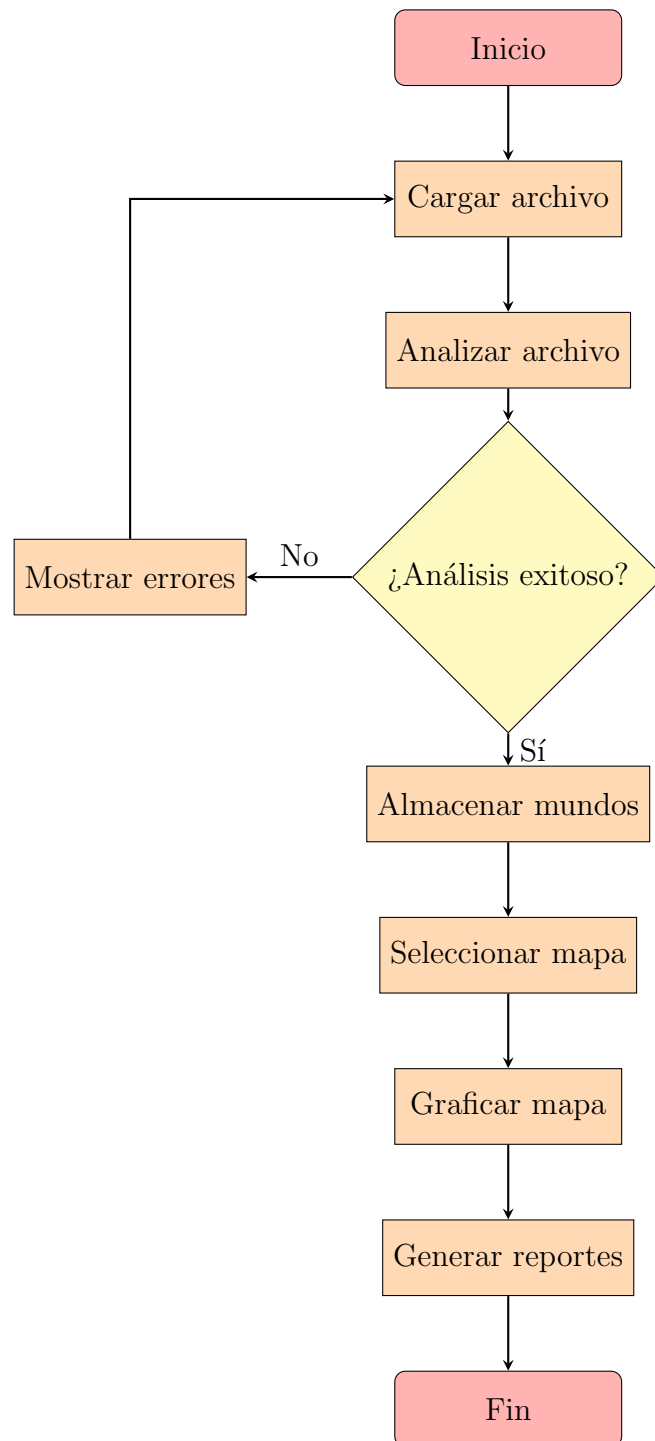 Inicio
Cargar archivo
Analizar archivo
¿Análisis exitoso?
No
Mostrar errores
Sí
Almacenar mundos
Seleccionar mapa
Graficar mapa
Generar reportes
Fin